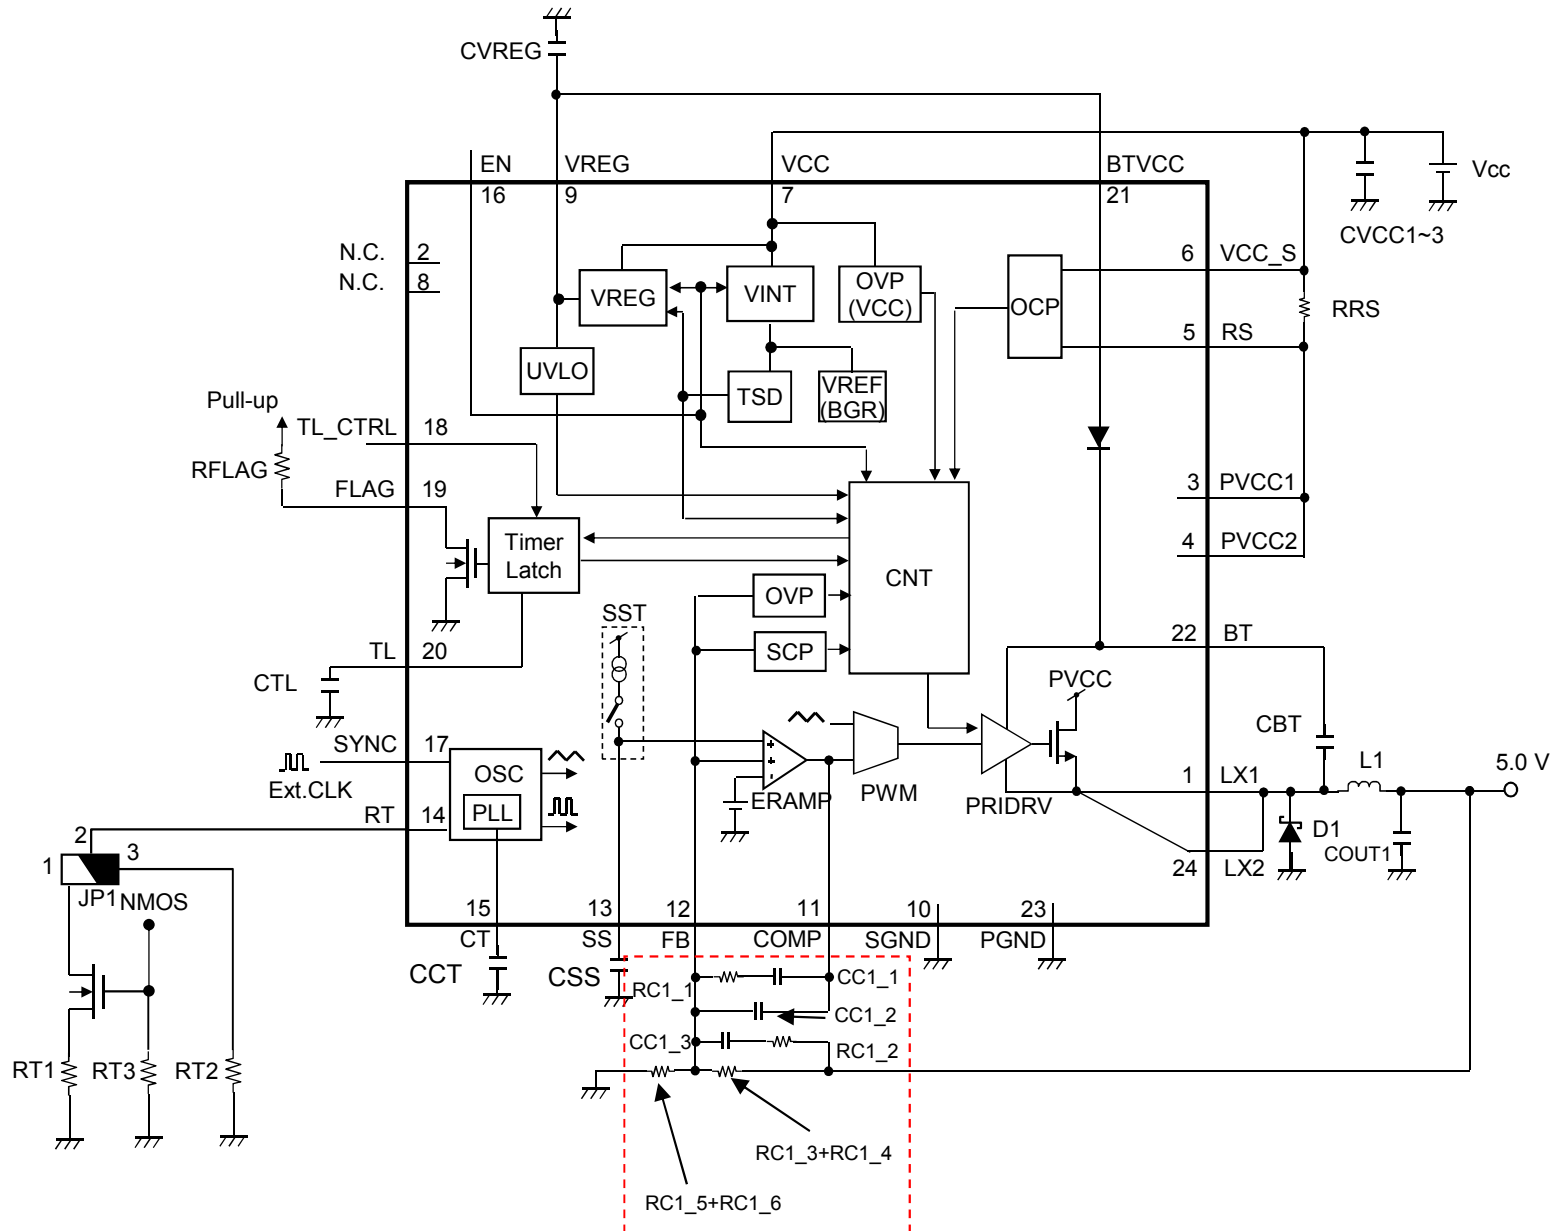 CVREG
EN
VREG
VCC
BTVCC
Vcc
16
9
7
21
CVCC1~3
N.C.
2
N.C.
8
6
VCC_S
VREG
VINT
OVP
(VCC)
OCP
RRS
5
RS
UVLO
TSD
VREF
(BGR)
Pull-up
TL_CTRL
18
RFLAG
FLAG
19
3
PVCC1
4
PVCC2
Timer
Latch
CNT
OVP
SST
SCP
22
BT
TL
20
CTL
PVCC
CBT
SYNC
17
OSC
Ext.CLK
PLL
RT
14
ERAMP
PWM
PRIDRV
1
LX1
L1
5.0 V
D1
COUT1
24
LX2
2
1
3
JP1
NMOS
15
13
12
11
10
23
CT
SS
FB
COMP
SGND
PGND
CCT
CSS
RC1_1
CC1_1
CC1_2
CC1_3
RC1_2
RT1
RT3
RT2
RC1_3+RC1_4
RC1_5+RC1_6